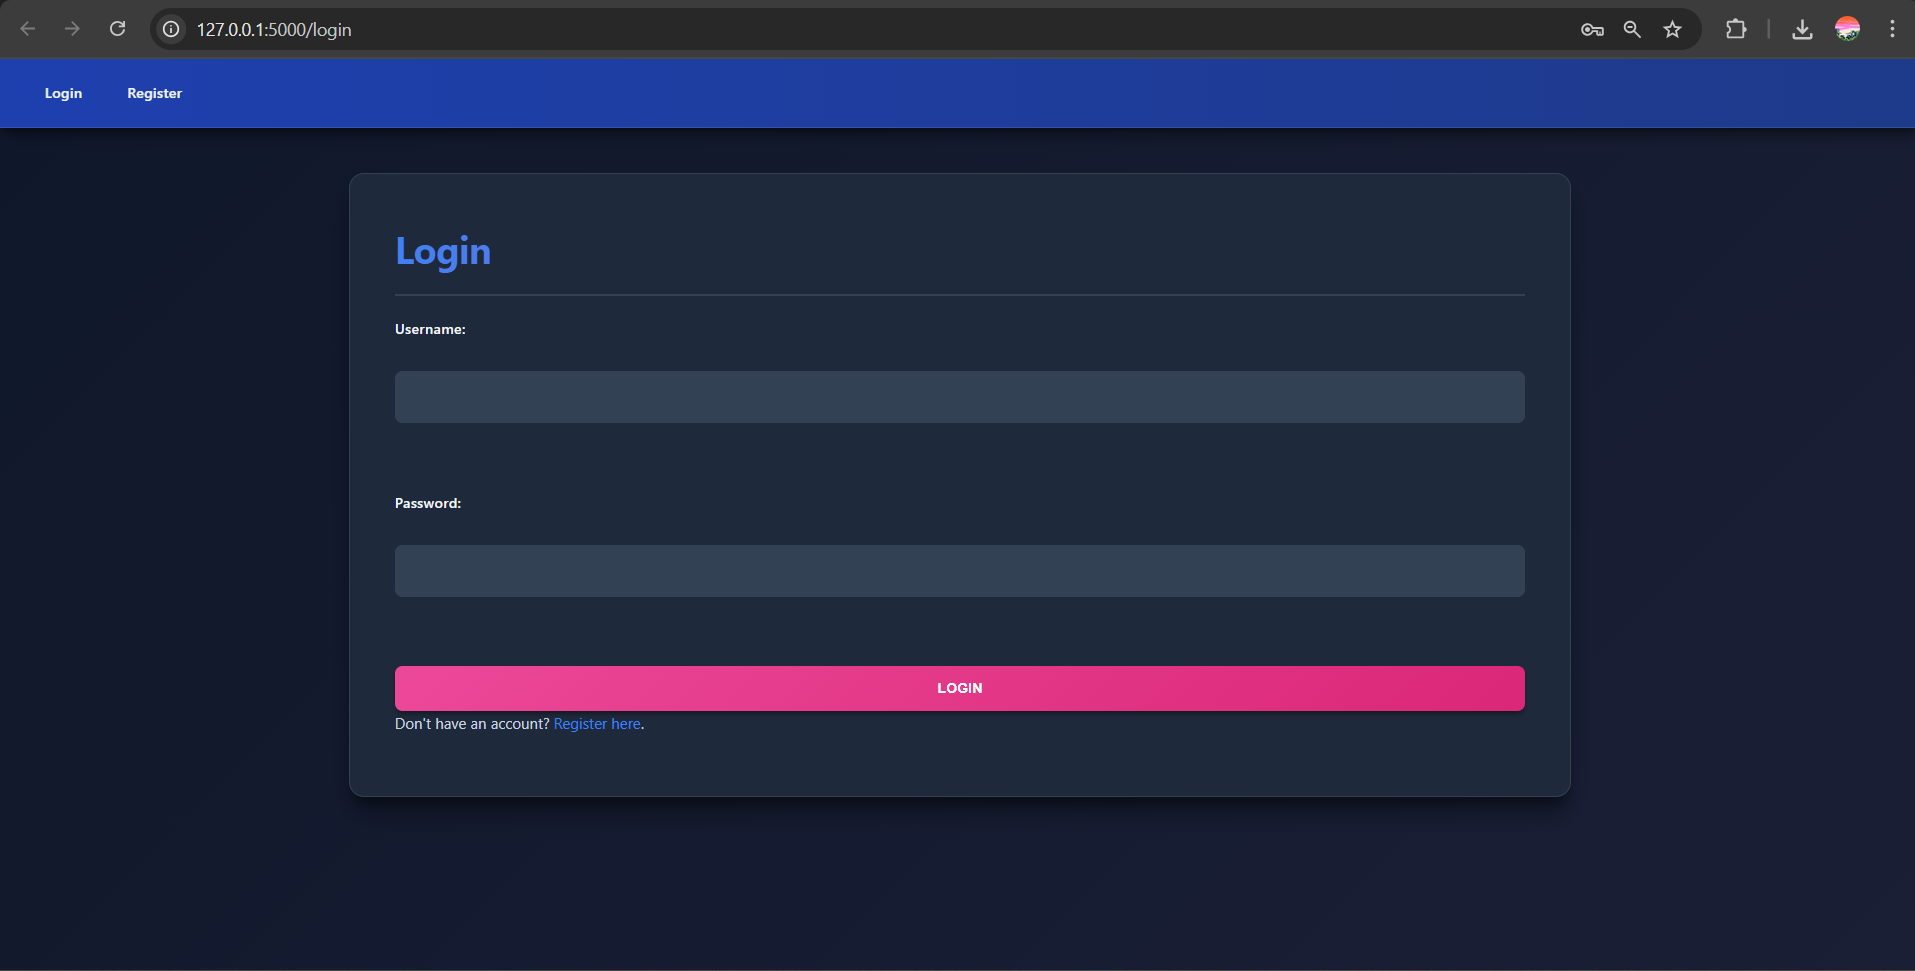 127.0.0.1:5000/login
Login Register
Login
Username:
Password:
LOGIN
Don't have an account? Register here.